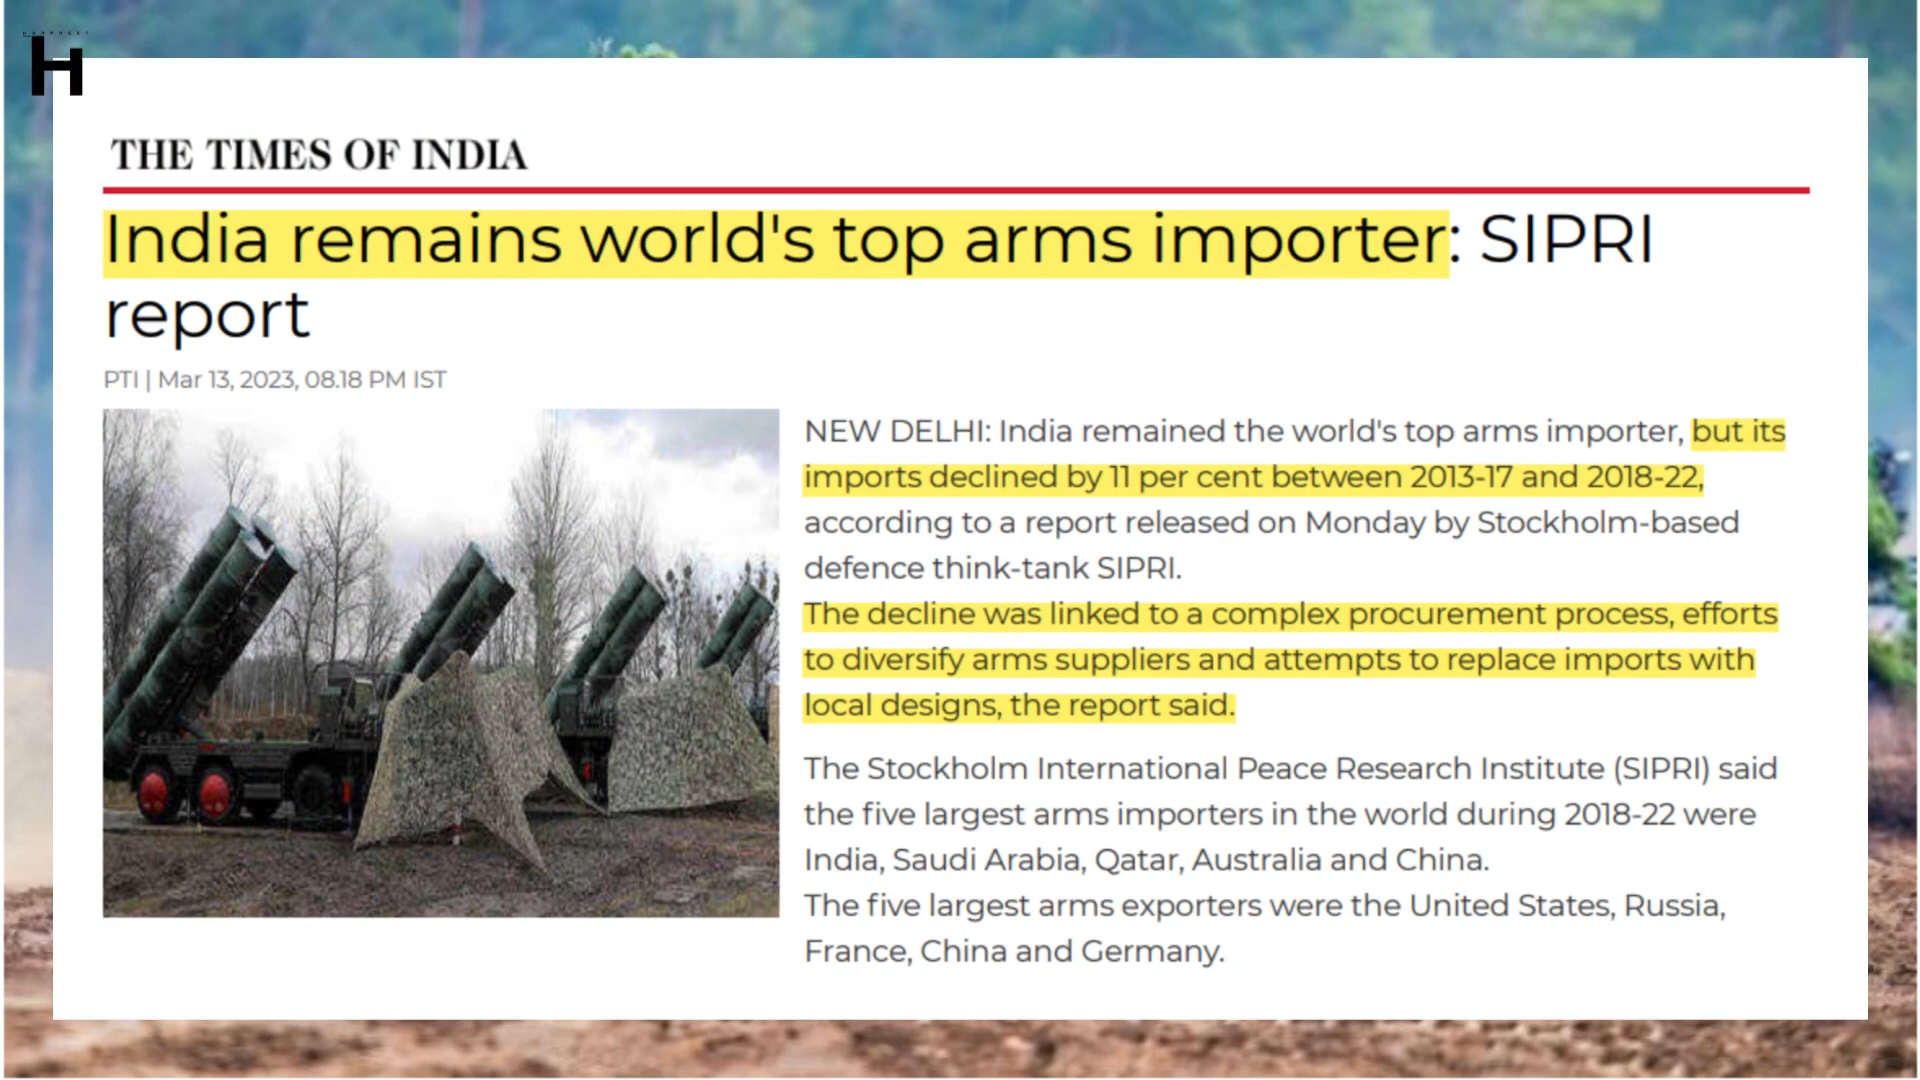 H
THE TIMES OF INDIA
India remains world's top arms importer: SIPRI
report
PTI | Mar 13, 2023, 08.18 PM IST
NEW DELHI: India remained the world's top arms importer, but its
imports declined by 11 per cent between 2013-17 and 2018-22,
according to a report released on Monday by Stockholm-based
defence think-tank SIPRI.
The decline was linked to a complex procurement process, efforts
to diversify arms suppliers and attempts to replace imports with
local designs, the report said.
The Stockholm International Peace Research Institute (SIPRI) said
the five largest arms importers in the world during 2018-22 were
India, Saudi Arabia, Qatar, Australia and China.
The five largest arms exporters were the United States, Russia,
France, China and Germany.